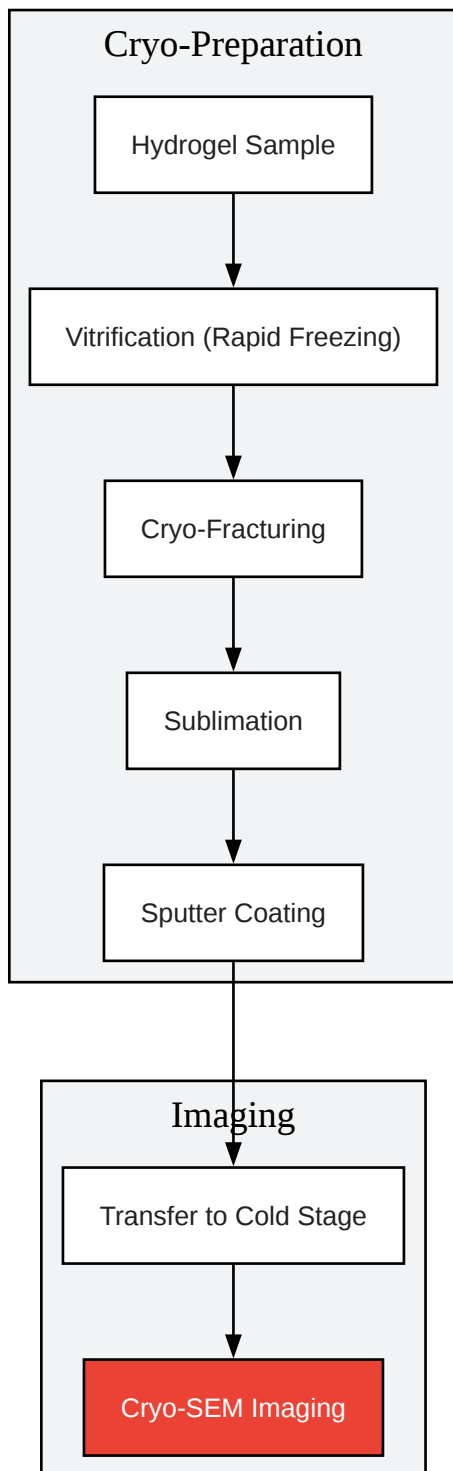 Cryo-Preparation
Hydrogel Sample
Vitrification (Rapid Freezing)
Cryo-Fracturing
Sublimation
Sputter Coating
Imaging
Transfer to Cold Stage
Cryo-SEM Imaging